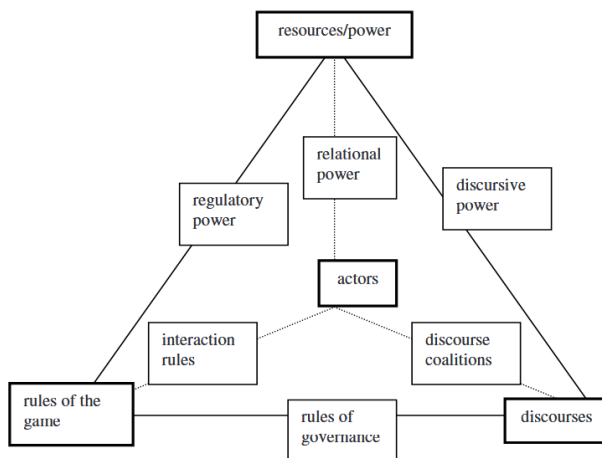 resources/power
relational
power
discursive
power
regulatory
power
actors
interaction
rules
discourse
coalitions
rules of the
game
rules of
governance
discourses